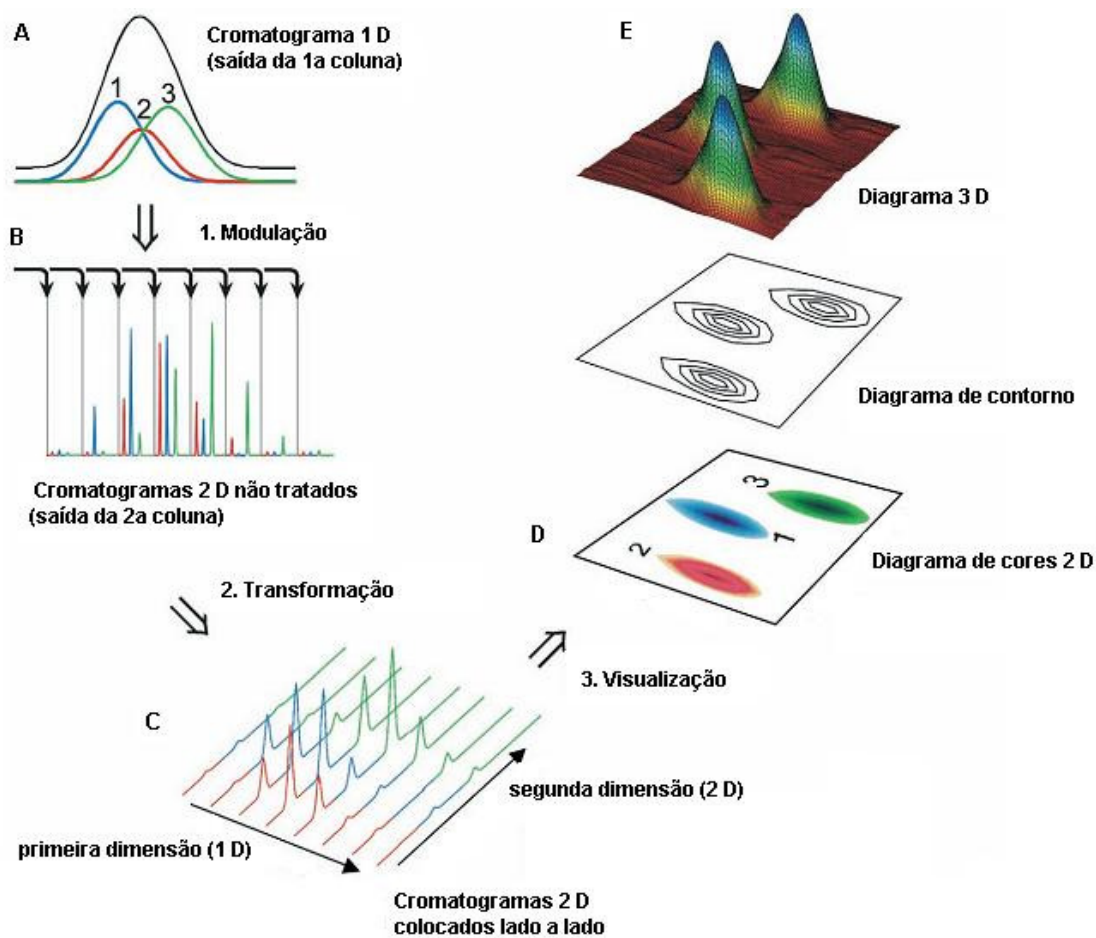 A
Cromatograma 1 D
(saída da 1a coluna)
1
2
3
1. Modulação
B
Cromatogramas 2 D não tratados
(saída da 2a coluna)
2. Transformação
C
primeira dimensão (1 D)
segunda dimensão (2 D)
Cromatogramas 2 D
colocados lado a lado
3. Visualização
D
3
1
2
Diagrama de cores 2 D
Diagrama de contorno
E
Diagrama 3 D